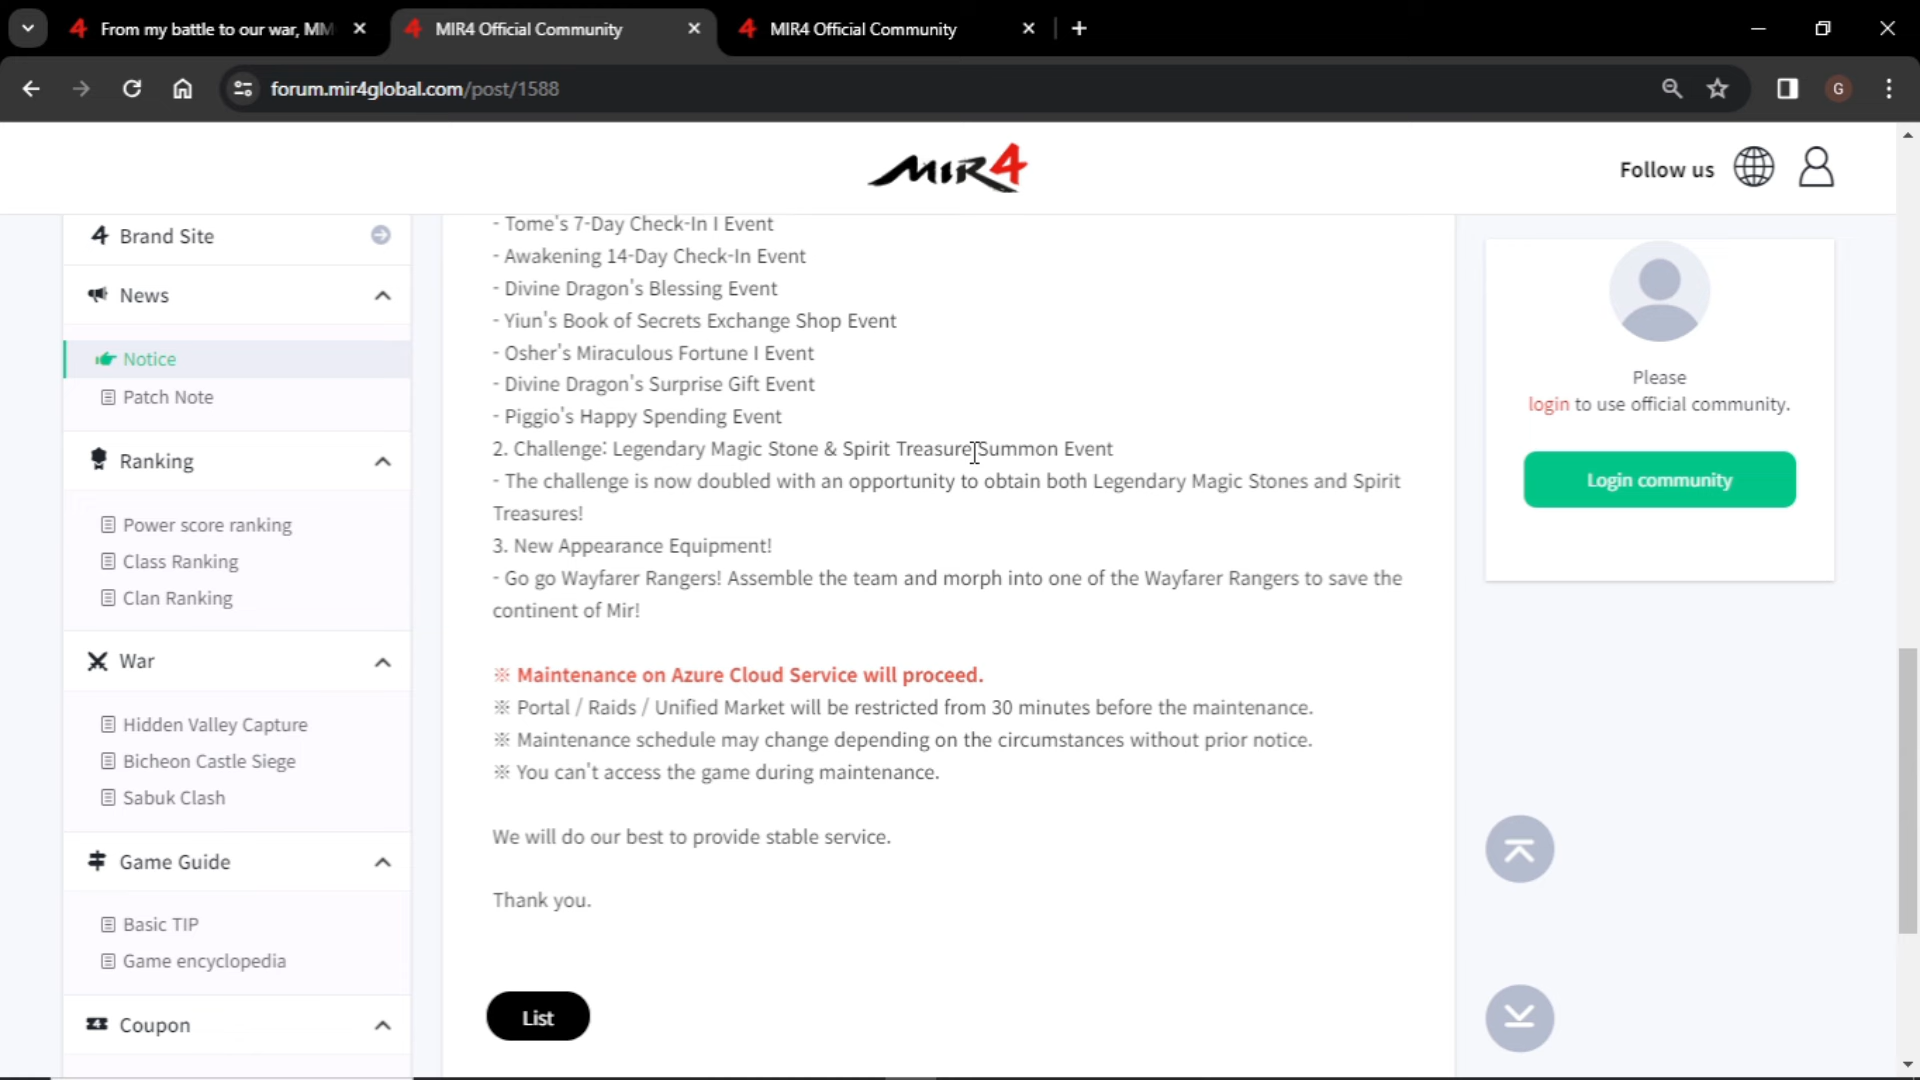 From my battle to our war, MM
MIR4 Official Community
MIR4 Official Community
forum.mir4global.com/post/1588
G
MIR4
Follow us
4 Brand Site
News
Notice
Patch Note
Ranking
Power score ranking
Class Ranking
Clan Ranking
War
Hidden Valley Capture
Bicheon Castle Siege
Sabuk Clash
Game Guide
Basic TIP
Game encyclopedia
Coupon
- Tome's 7-Day Check-In I Event
- Awakening 14-Day Check-In Event
- Divine Dragon's Blessing Event
- Yiun's Book of Secrets Exchange Shop Event
- Osher's Miraculous Fortune I Event
- Divine Dragon's Surprise Gift Event
- Piggio's Happy Spending Event
2. Challenge: Legendary Magic Stone & Spirit Treasure Summon Event
- The challenge is now doubled with an opportunity to obtain both Legendary Magic Stones and Spirit
Treasures!
3. New Appearance Equipment!
- Go go Wayfarer Rangers! Assemble the team and morph into one of the Wayfarer Rangers to save the
continent of Mir!
※ Maintenance on Azure Cloud Service will proceed.
※ Portal / Raids / Unified Market will be restricted from 30 minutes before the maintenance.
※ Maintenance schedule may change depending on the circumstances without prior notice.
※ You can't access the game during maintenance.
We will do our best to provide stable service.
Thank you.
List
Please
login to use official community.
Login community